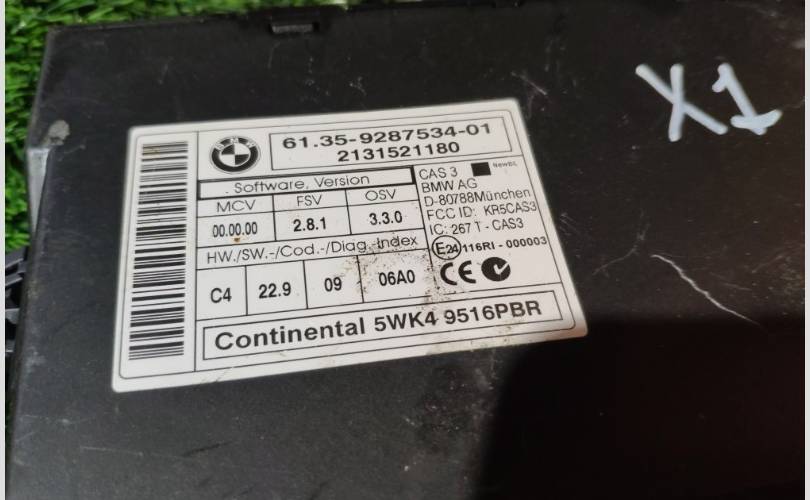 X1
BMW
61.35-9287534-01
2131521180
Software, Version
MCV FSV OSV
00.00.00 2.8.1 3.3.0
HW./SW.-/Cod.-/Diag.-Index
C4 22.9 09 06A0
CAS 3 NewBL
BMW AG
D-80788München
FCC ID: KR5CAS3
IC: 267 T - CAS3
E24 116RI - 000003
CE
Continental 5WK4 9516PBR